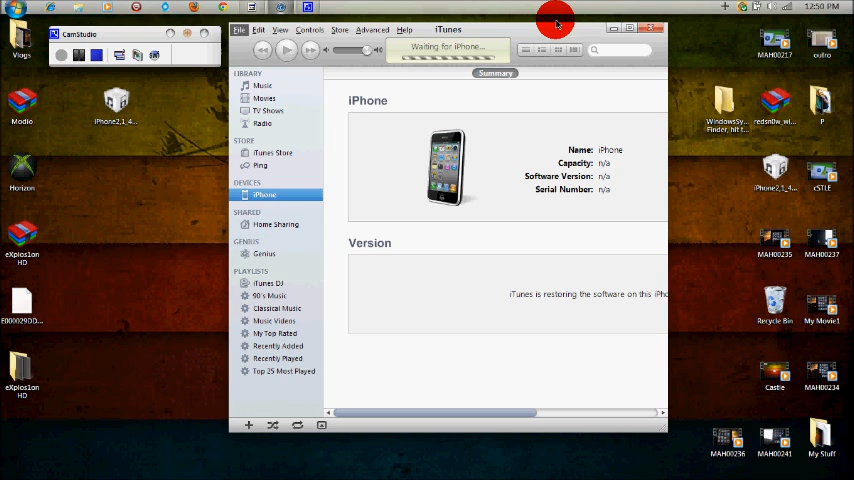 12:50 PM
Vlogs
CamStudio
File Edit View Controls Store Advanced Help
iTunes
Waiting for iPhone...
MAH00217
outro
LIBRARY
Music
Movies
TV Shows
Radio
STORE
iTunes Store
Ping
DEVICES
iPhone
SHARED
Home Sharing
GENIUS
Genius
PLAYLISTS
iTunes DJ
90's Music
Classical Music
Music Videos
My Top Rated
Recently Added
Recently Played
Top 25 Most Played
Summary
iPhone
Name: iPhone
Capacity: n/a
Software Version: n/a
Serial Number: n/a
Version
iTunes is restoring the software on this iPho
Modio
iPhone2,1_4...
WindowsSy...
Finder, hit t...
redsn0w_wi...
P
Horizon
iPhone2,1_4...
cSTLE
eXplos1on
HD
MAH00235
MAH00237
E000029DD...
Recycle Bin
My Movie1
eXplos1on
HD
Castle
MAH00234
MAH00236
MAH00241
My Stuff